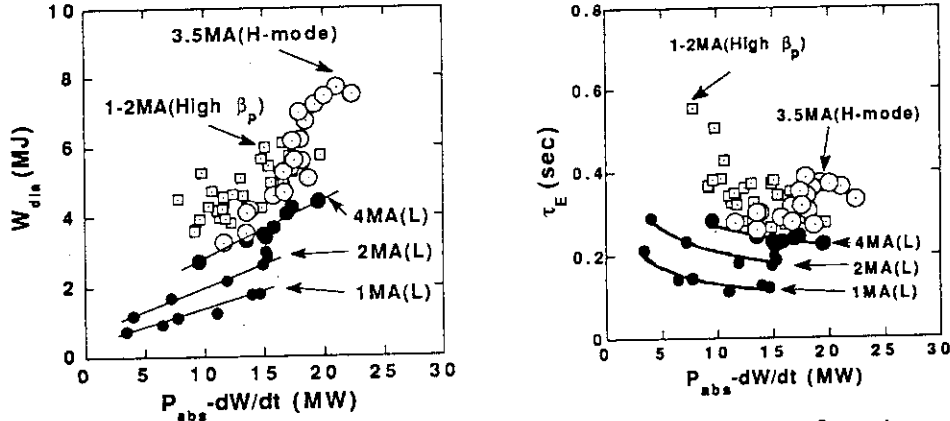 10
8
6
4
2
0
W_dia (MJ)
3.5MA(H-mode)
1-2MA(High β_p)
4MA(L)
2MA(L)
1MA(L)
0 5 10 15 20 25 30
P_abs-dW/dt (MW)
0.8
0.6
0.4
0.2
0
τ_E (sec)
1-2MA(High β_p)
3.5MA(H-mode)
4MA(L)
2MA(L)
1MA(L)
0 5 10 15 20 25 30
P_abs-dW/dt (MW)